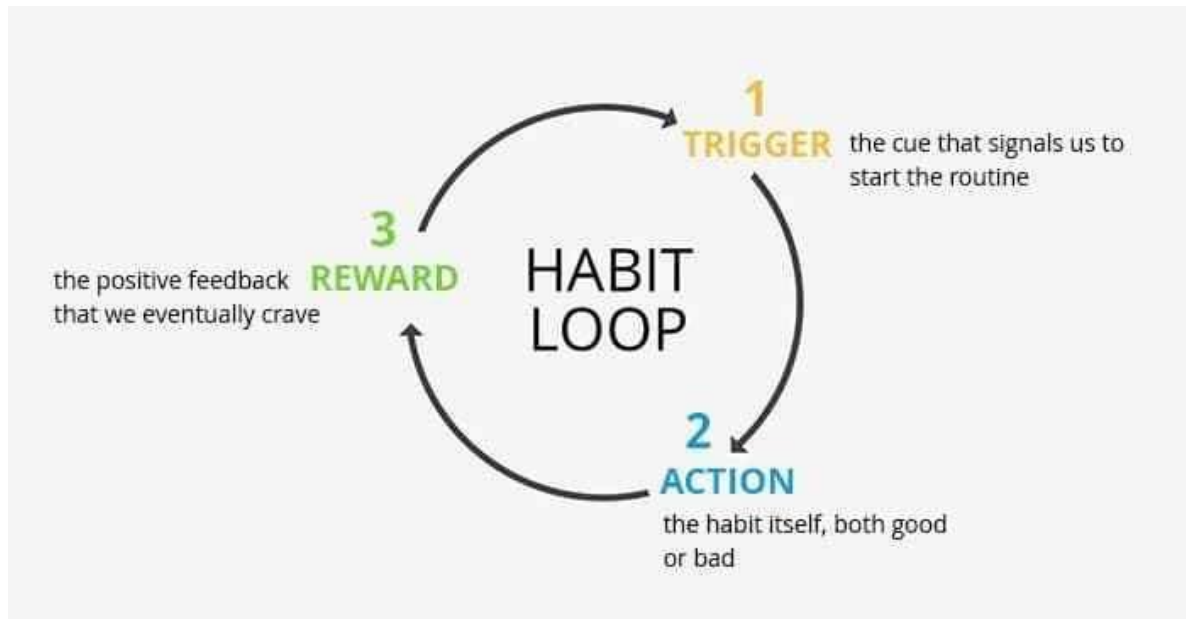 1
TRIGGER
the cue that signals us to
start the routine
HABIT
LOOP
2
ACTION
the habit itself, both good
or bad
3
REWARD
the positive feedback
that we eventually crave